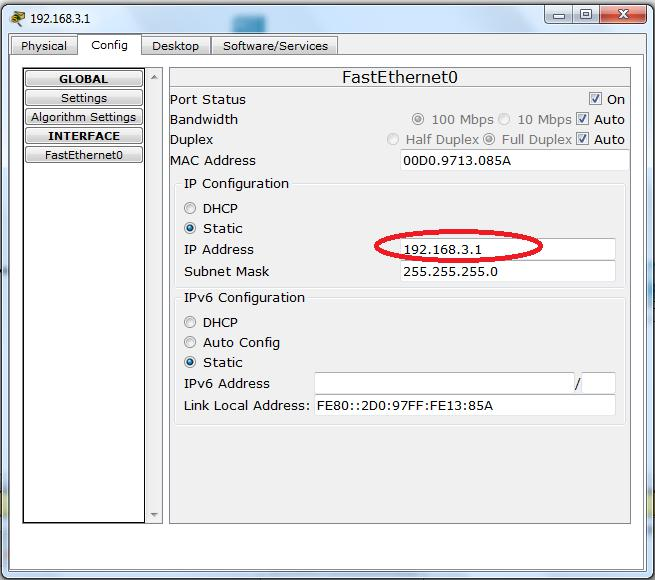 192.168.3.1
Physical Config Desktop Software/Services
GLOBAL
Settings
Algorithm Settings
INTERFACE
FastEthernet0
FastEthernet0
Port Status On
Bandwidth 100 Mbps 10 Mbps Auto
Duplex Half Duplex Full Duplex Auto
MAC Address 00D0.9713.085A
IP Configuration
DHCP
Static
IP Address 192.168.3.1
Subnet Mask 255.255.255.0
IPv6 Configuration
DHCP
Auto Config
Static
IPv6 Address /
Link Local Address: FE80::2D0:97FF:FE13:85A